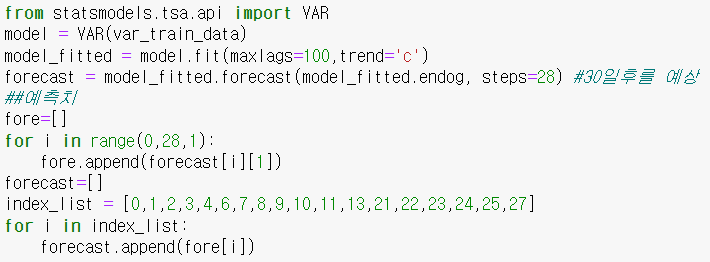 from statsmodels.tsa.api import VAR
model = VAR(var_train_data)
model_fitted = model.fit(maxlags=100,trend='c')
forecast = model_fitted.forecast(model_fitted.endog, steps=28) #30일후를 예상
##예측치
fore=[]
for i in range(0,28,1):
    fore.append(forecast[i][1])
forecast=[]
index_list = [0,1,2,3,4,6,7,8,9,10,11,13,21,22,23,24,25,27]
for i in index_list:
    forecast.append(fore[i])